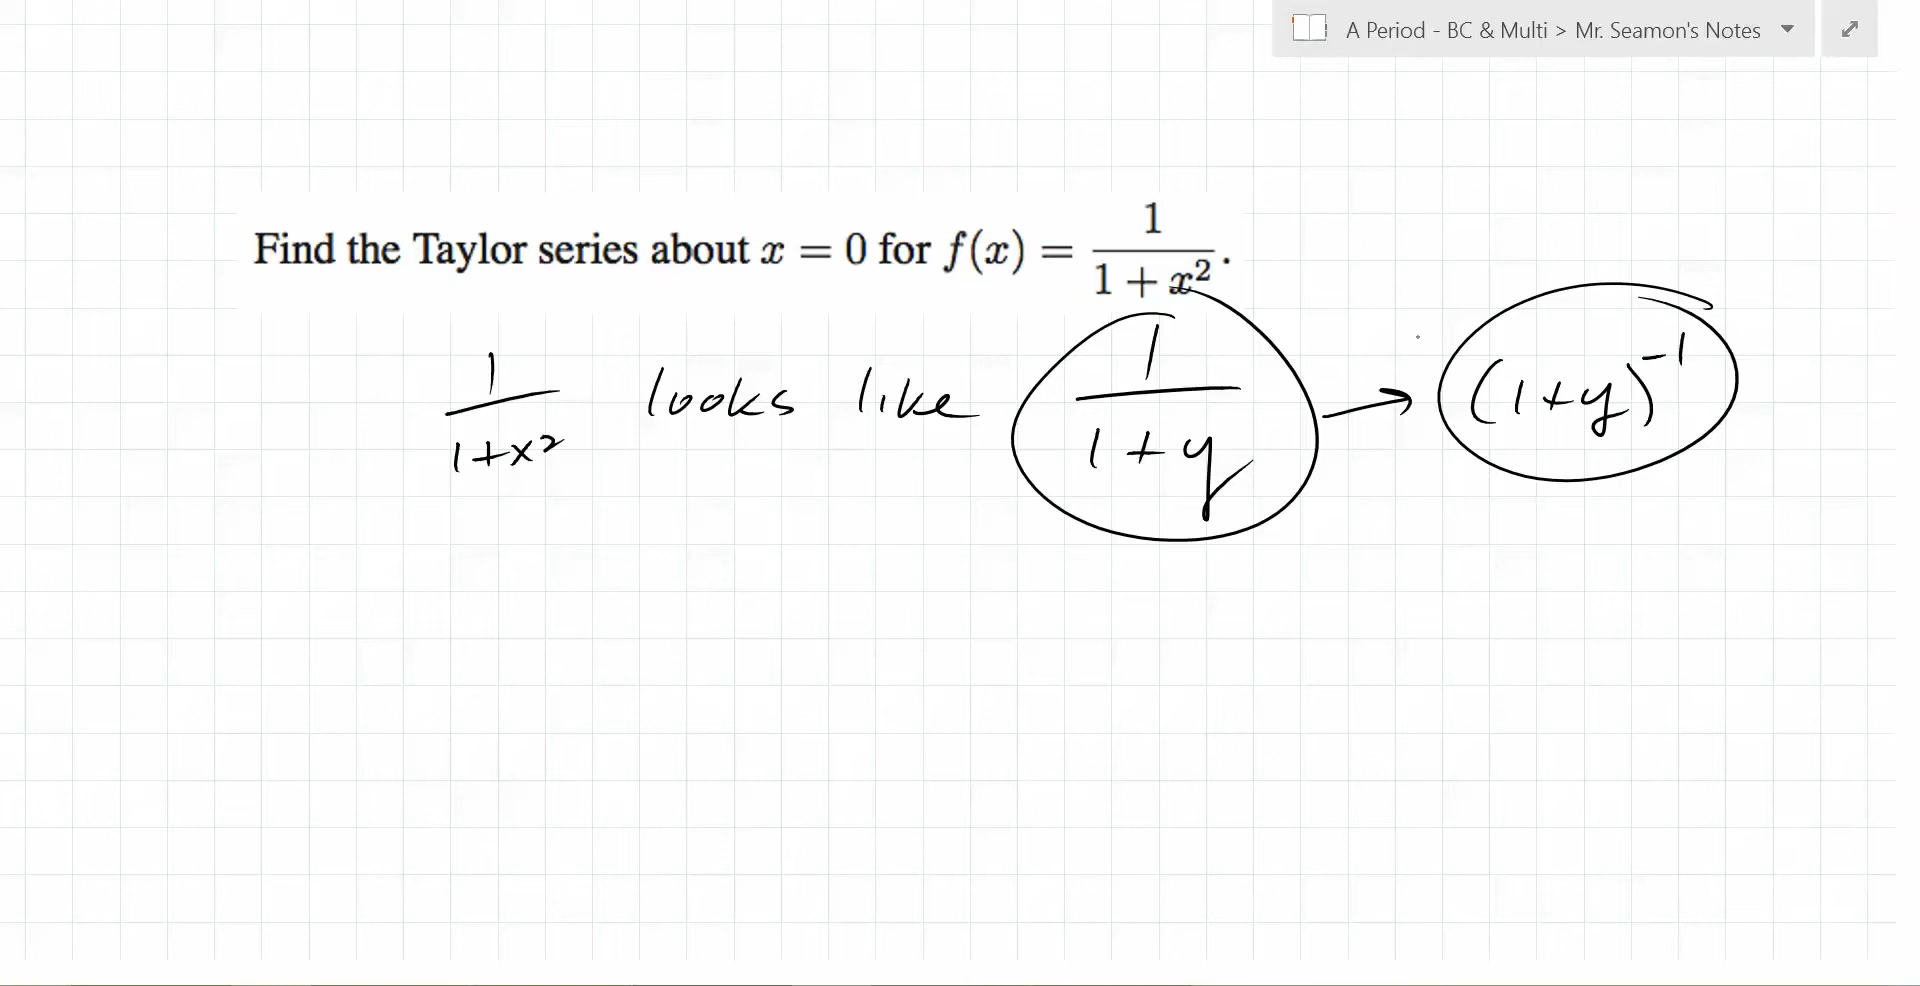 A Period - BC & Multi > Mr. Seamon's Notes
Find the Taylor series about x = 0 for f(x) = 1/(1 + x²).
1/(1+x²) looks like 1/(1+y) → (1+y)⁻¹